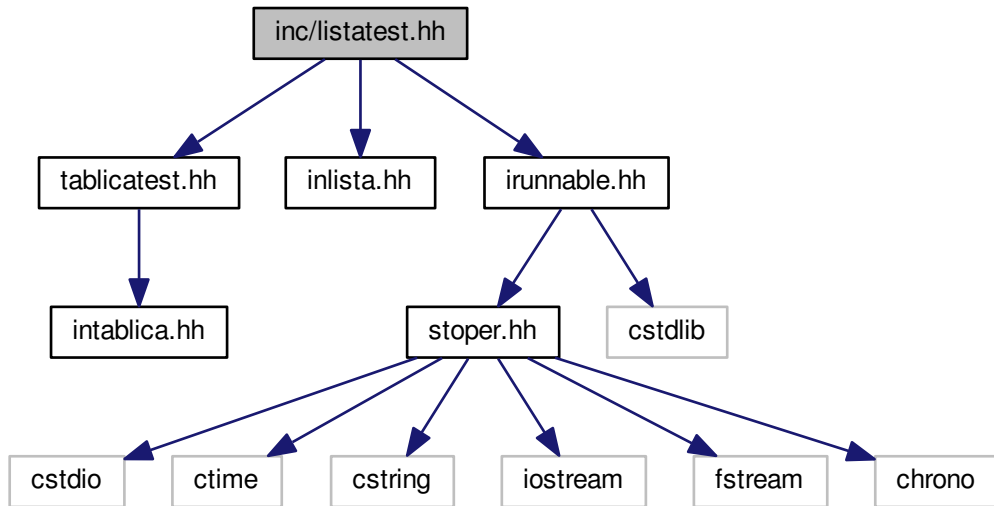 inc/listatest.hh
tablicatest.hh
inlista.hh
irunnable.hh
intablica.hh
stoper.hh
cstdlib
cstdio
ctime
cstring
iostream
fstream
chrono